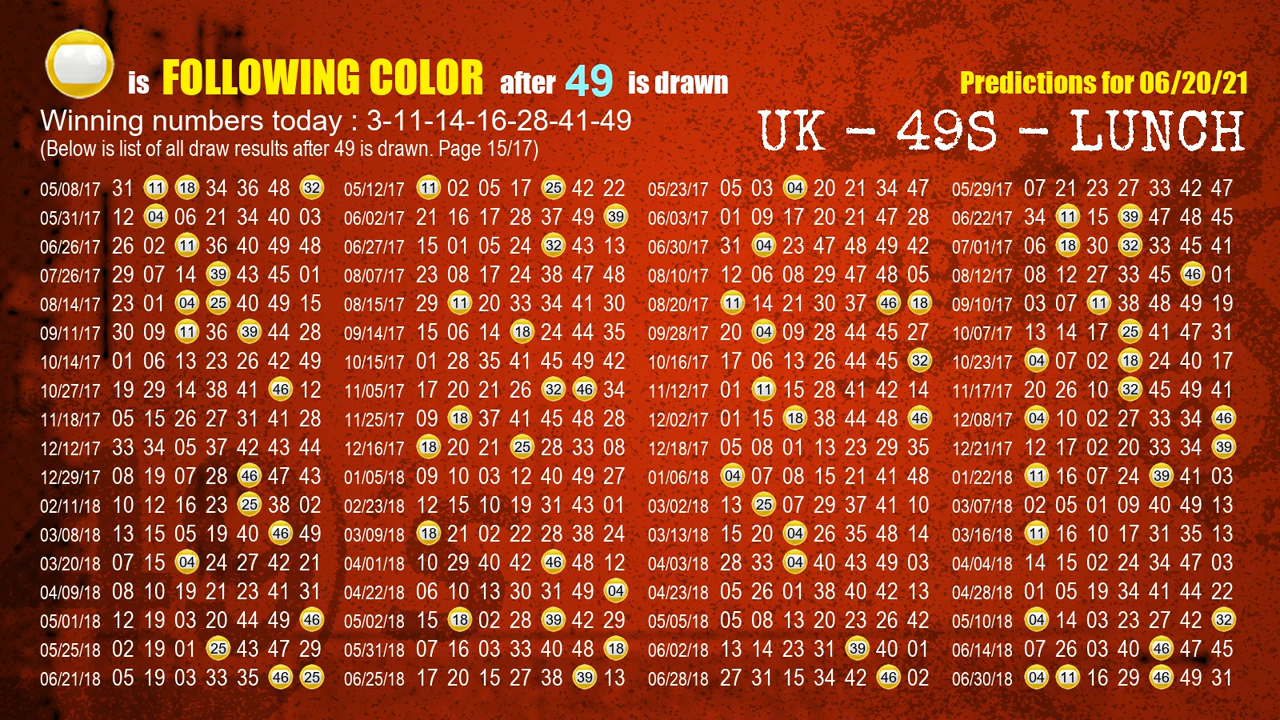 is FOLLOWING COLOR after 49 is drawn
Predictions for 06/20/21
Winning numbers today : 3-11-14-16-28-41-49
UK - 49S - LUNCH
(Below is list of all draw results after 49 is drawn. Page 15/17)
05/08/17 31 11 18 34 36 48 32 05/12/17 11 02 05 17 25 42 22 05/23/17 05 03 04 20 21 34 47 05/29/17 07 21 23 27 33 42 47
05/31/17 12 04 06 21 34 40 03 06/02/17 21 16 17 28 37 49 39 06/03/17 01 09 17 20 21 47 28 06/22/17 34 11 15 39 47 48 45
06/26/17 26 02 11 36 40 49 48 06/27/17 15 01 05 24 32 43 13 06/30/17 31 04 23 47 48 49 42 07/01/17 06 18 30 32 33 45 41
07/26/17 29 07 14 39 43 45 01 08/07/17 23 08 17 24 38 47 48 08/10/17 12 06 08 29 47 48 05 08/12/17 08 12 27 33 45 46 01
08/14/17 23 01 04 25 40 49 15 08/15/17 29 11 20 33 34 41 30 08/20/17 11 14 21 30 37 46 18 09/10/17 03 07 11 38 48 49 19
09/11/17 30 09 11 36 39 44 28 09/14/17 15 06 14 18 24 44 35 09/28/17 20 04 09 28 44 45 27 10/07/17 13 14 17 25 41 47 31
10/14/17 01 06 13 23 26 42 49 10/15/17 01 28 35 41 45 49 42 10/16/17 17 06 13 26 44 45 32 10/23/17 04 07 02 18 24 40 17
10/27/17 19 29 14 38 41 46 12 11/05/17 17 20 21 26 32 46 34 11/12/17 01 11 15 28 41 42 14 11/17/17 20 26 10 32 45 49 41
11/18/17 05 15 26 27 31 41 28 11/25/17 09 18 37 41 45 48 28 12/02/17 01 15 18 38 44 48 46 12/08/17 04 10 02 27 33 34 46
12/12/17 33 34 05 37 42 43 44 12/16/17 18 20 21 25 28 33 08 12/18/17 05 08 01 13 23 29 35 12/21/17 12 17 02 20 33 34 39
12/29/17 08 19 07 28 46 47 43 01/05/18 09 10 03 12 40 49 27 01/06/18 04 07 08 15 21 41 48 01/22/18 11 16 07 24 39 41 03
02/11/18 10 12 16 23 25 38 02 02/23/18 12 15 10 19 31 43 01 03/02/18 13 25 07 29 37 41 10 03/07/18 02 05 01 09 40 49 13
03/08/18 13 15 05 19 40 46 49 03/09/18 18 21 02 22 28 38 24 03/13/18 15 20 04 26 35 48 14 03/16/18 11 16 10 17 31 35 13
03/20/18 07 15 04 24 27 42 21 04/01/18 10 29 40 42 46 48 12 04/03/18 28 33 04 40 43 49 03 04/04/18 14 15 02 24 34 47 03
04/09/18 08 10 19 21 23 41 31 04/22/18 06 10 13 30 31 49 04 04/23/18 05 26 01 38 40 42 13 04/28/18 01 05 19 34 41 44 22
05/01/18 12 19 03 20 44 49 46 05/02/18 15 18 02 28 39 42 29 05/05/18 05 08 13 20 23 26 42 05/10/18 04 14 03 23 27 42 32
05/25/18 02 19 01 25 43 47 29 05/31/18 07 16 03 33 40 48 18 06/02/18 13 14 23 31 39 40 01 06/14/18 07 26 03 40 46 47 45
06/21/18 05 19 03 33 35 46 25 06/25/18 17 20 15 27 38 39 13 06/28/18 27 31 15 34 42 46 02 06/30/18 04 11 16 29 46 49 31